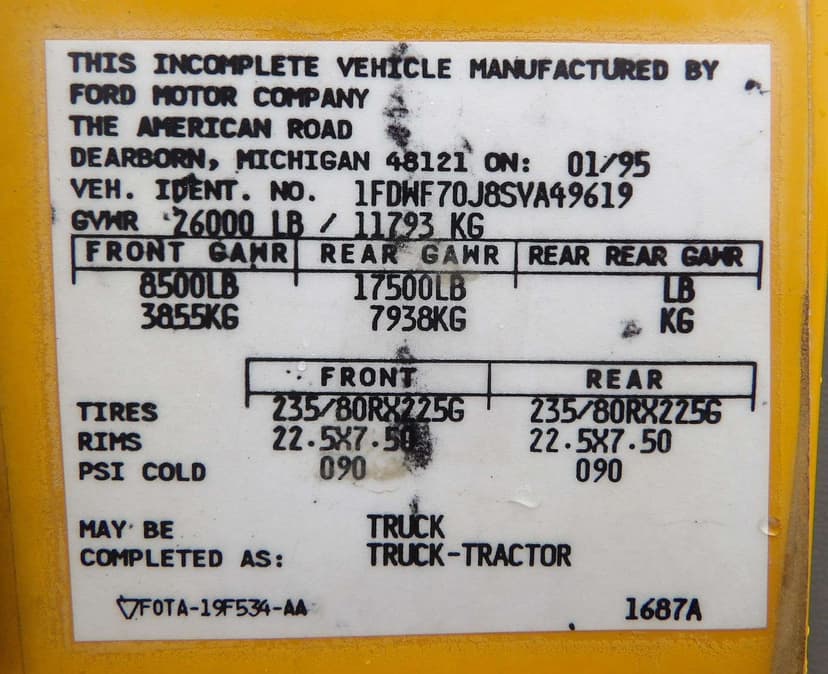 THIS INCOMPLETE VEHICLE MANUFACTURED BY
FORD MOTOR COMPANY
THE AMERICAN ROAD
DEARBORN, MICHIGAN 48121 ON: 01/95
VEH. IDENT. NO. 1FDWF70J8SVA49619
GVWR 26000 LB / 11793 KG
FRONT GAWR REAR GAWR REAR REAR GAWR
8500LB 17500LB LB
3855KG 7938KG KG
FRONT REAR
TIRES 235/80RX225G 235/80RX225G
RIMS 22.5X7.50 22.5X7.50
PSI COLD 090 090
MAY BE TRUCK
COMPLETED AS: TRUCK-TRACTOR
▽F0TA-19F534-AA 1687A